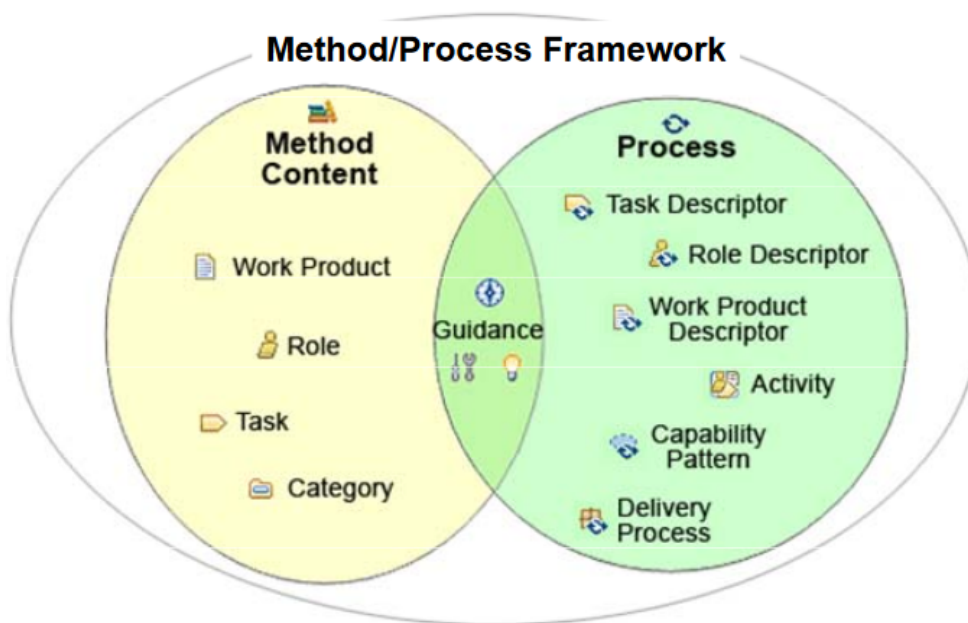 Method/Process Framework
Method
Content
Work Product
Role
Task
Category
Guidance
Process
Task Descriptor
Role Descriptor
Work Product
Descriptor
Activity
Capability
Pattern
Delivery
Process